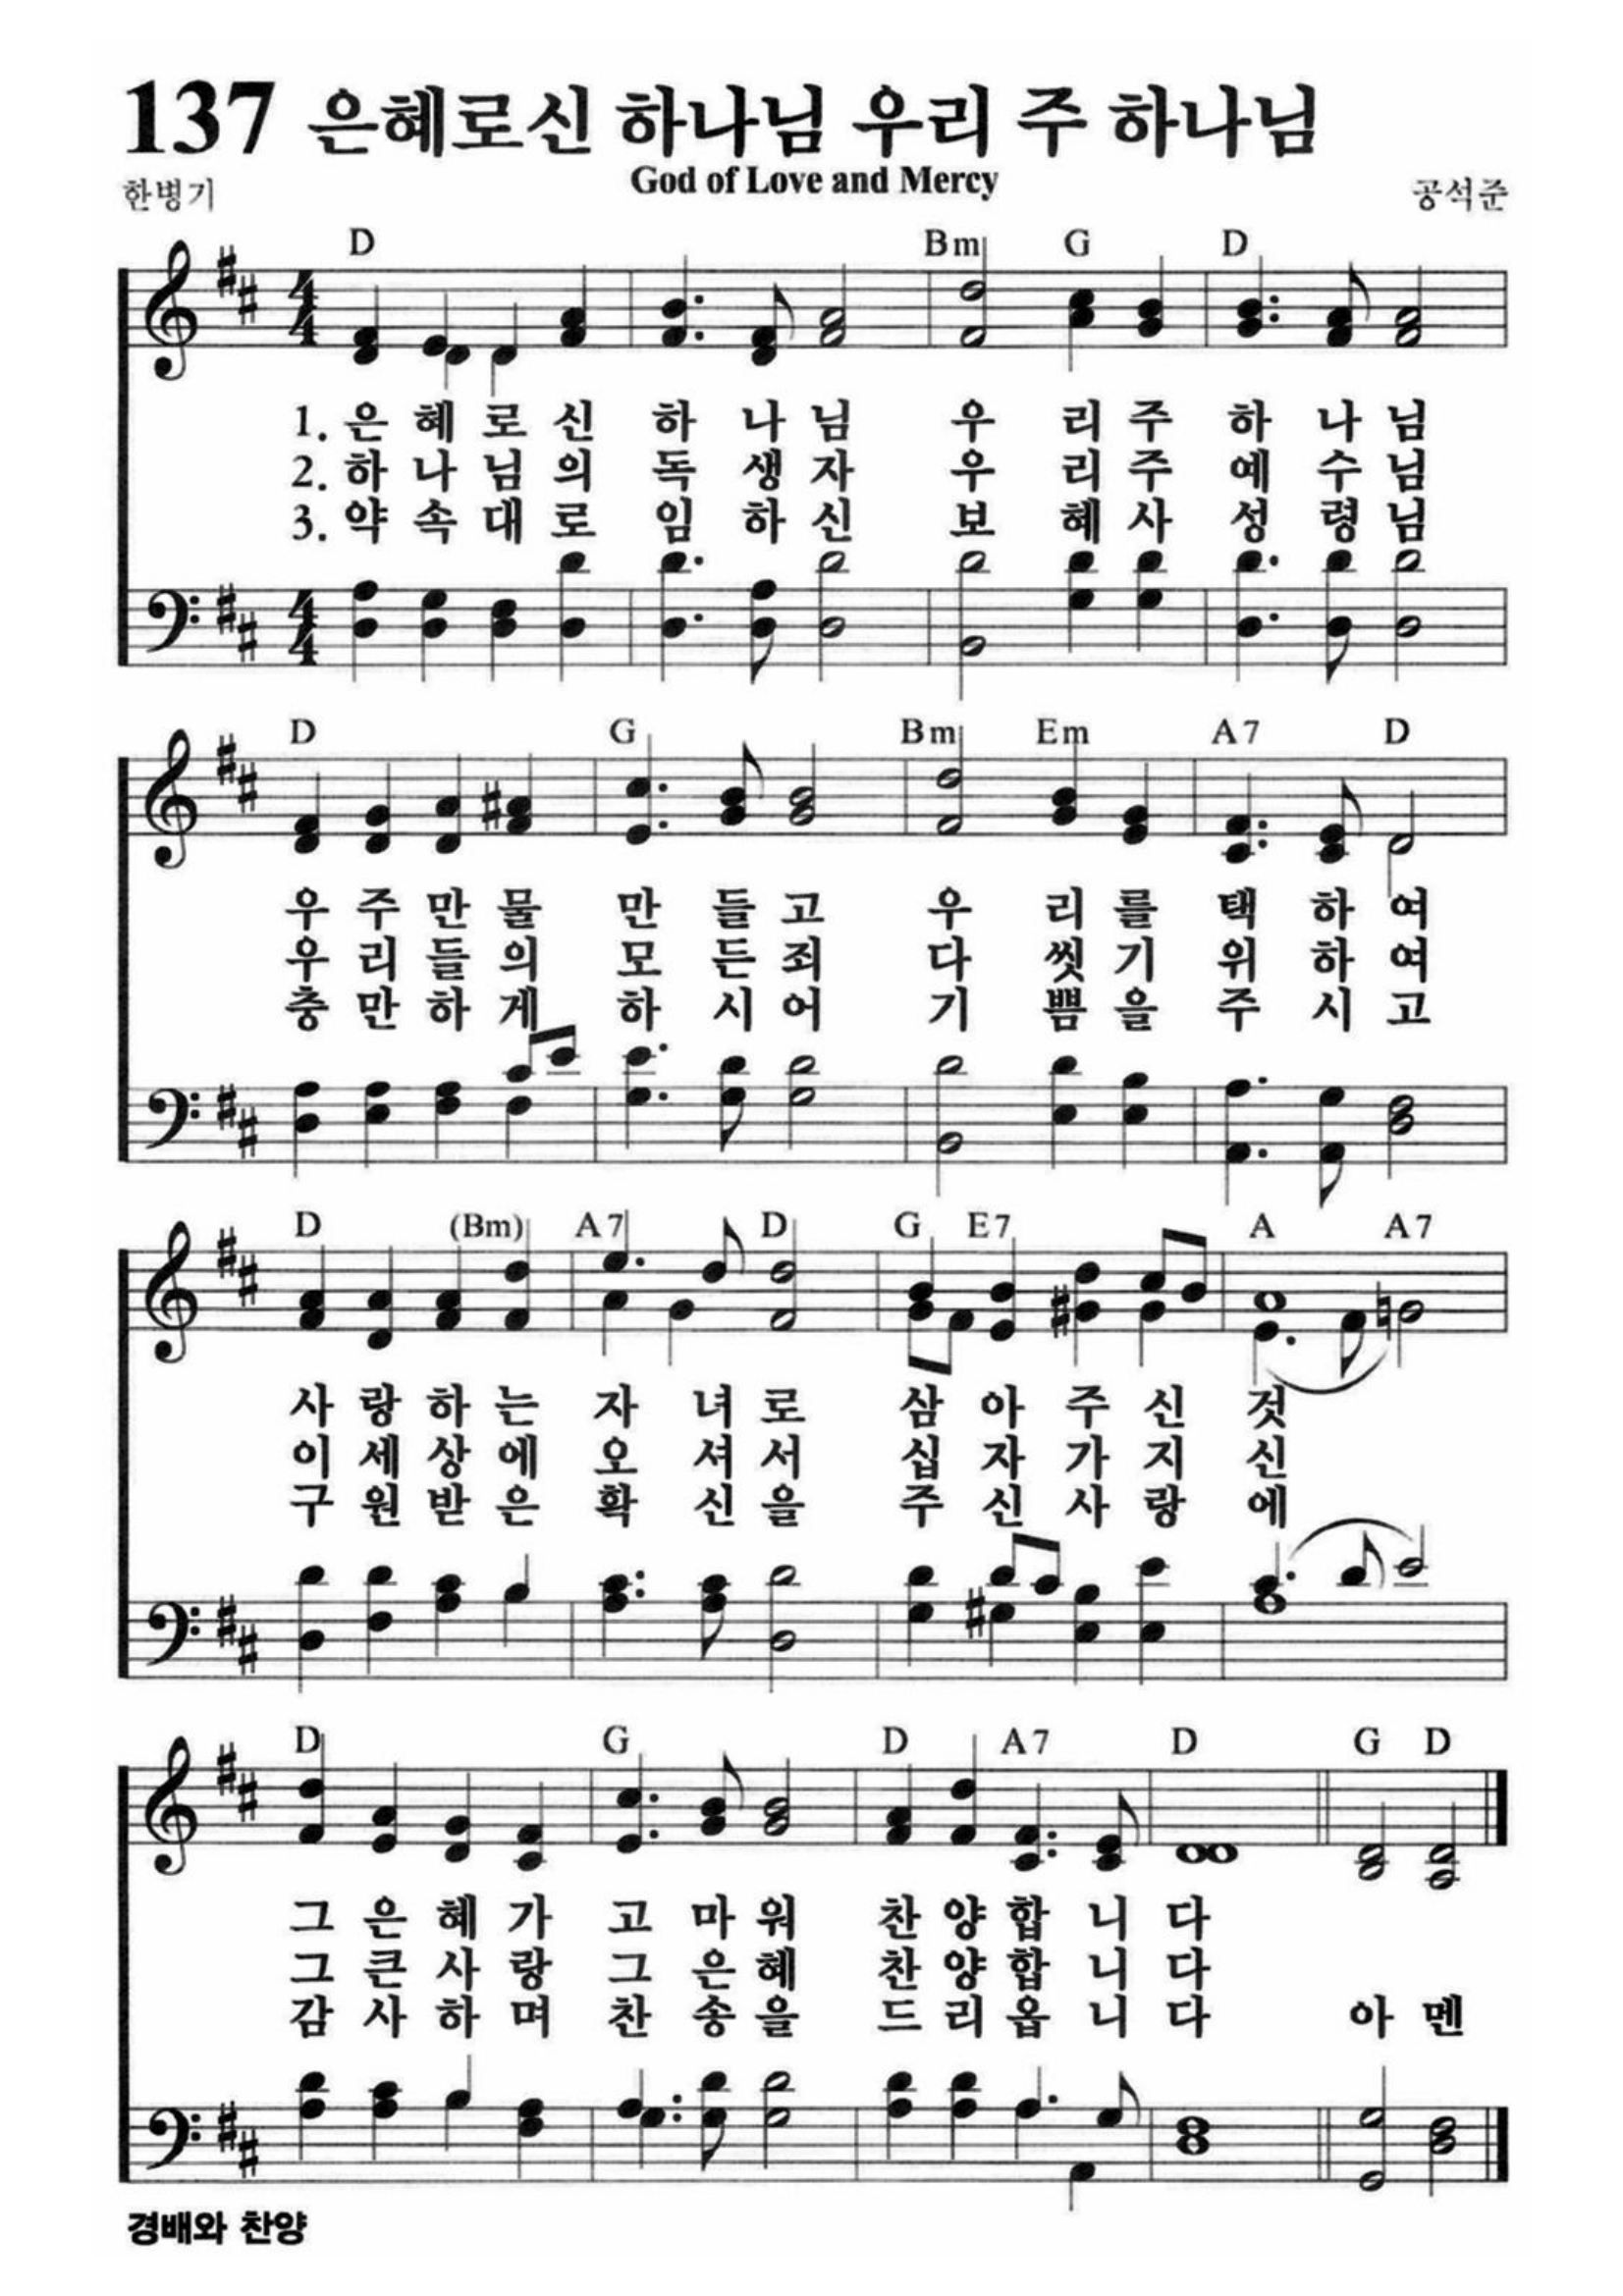 137 은혜로신 하나님 우리 주 하나님
God of Love and Mercy
한병기 공석준
D Bm G D
1. 은 혜 로 신 하 나 님 우 리 주 하 나 님
2. 하 나 님 의 독 생 자 우 리 주 예 수 님
3. 약 속 대 로 임 하 신 보 혜 사 성 령 님
D G Bm Em A7 D
우 주 만 물 만 들 고 우 리 를 택 하 여
우 리 들 의 모 든 죄 다 씻 기 위 하 여
충 만 하 게 하 시 어 기 쁨 을 주 시 고
D (Bm) A7 D G E7 A A7
사 랑 하 는 자 녀 로 삼 아 주 신 것
이 세 상 에 오 셔 서 십 자 가 지 신
구 원 받 은 확 신 을 주 신 사 랑 에
D G D A7 D G D
그 은 혜 가 고 마 워 찬 양 합 니 다
그 큰 사 랑 그 은 혜 찬 양 합 니 다
감 사 하 며 찬 송 을 드 리 옵 니 다 아 멘
경배와 찬양